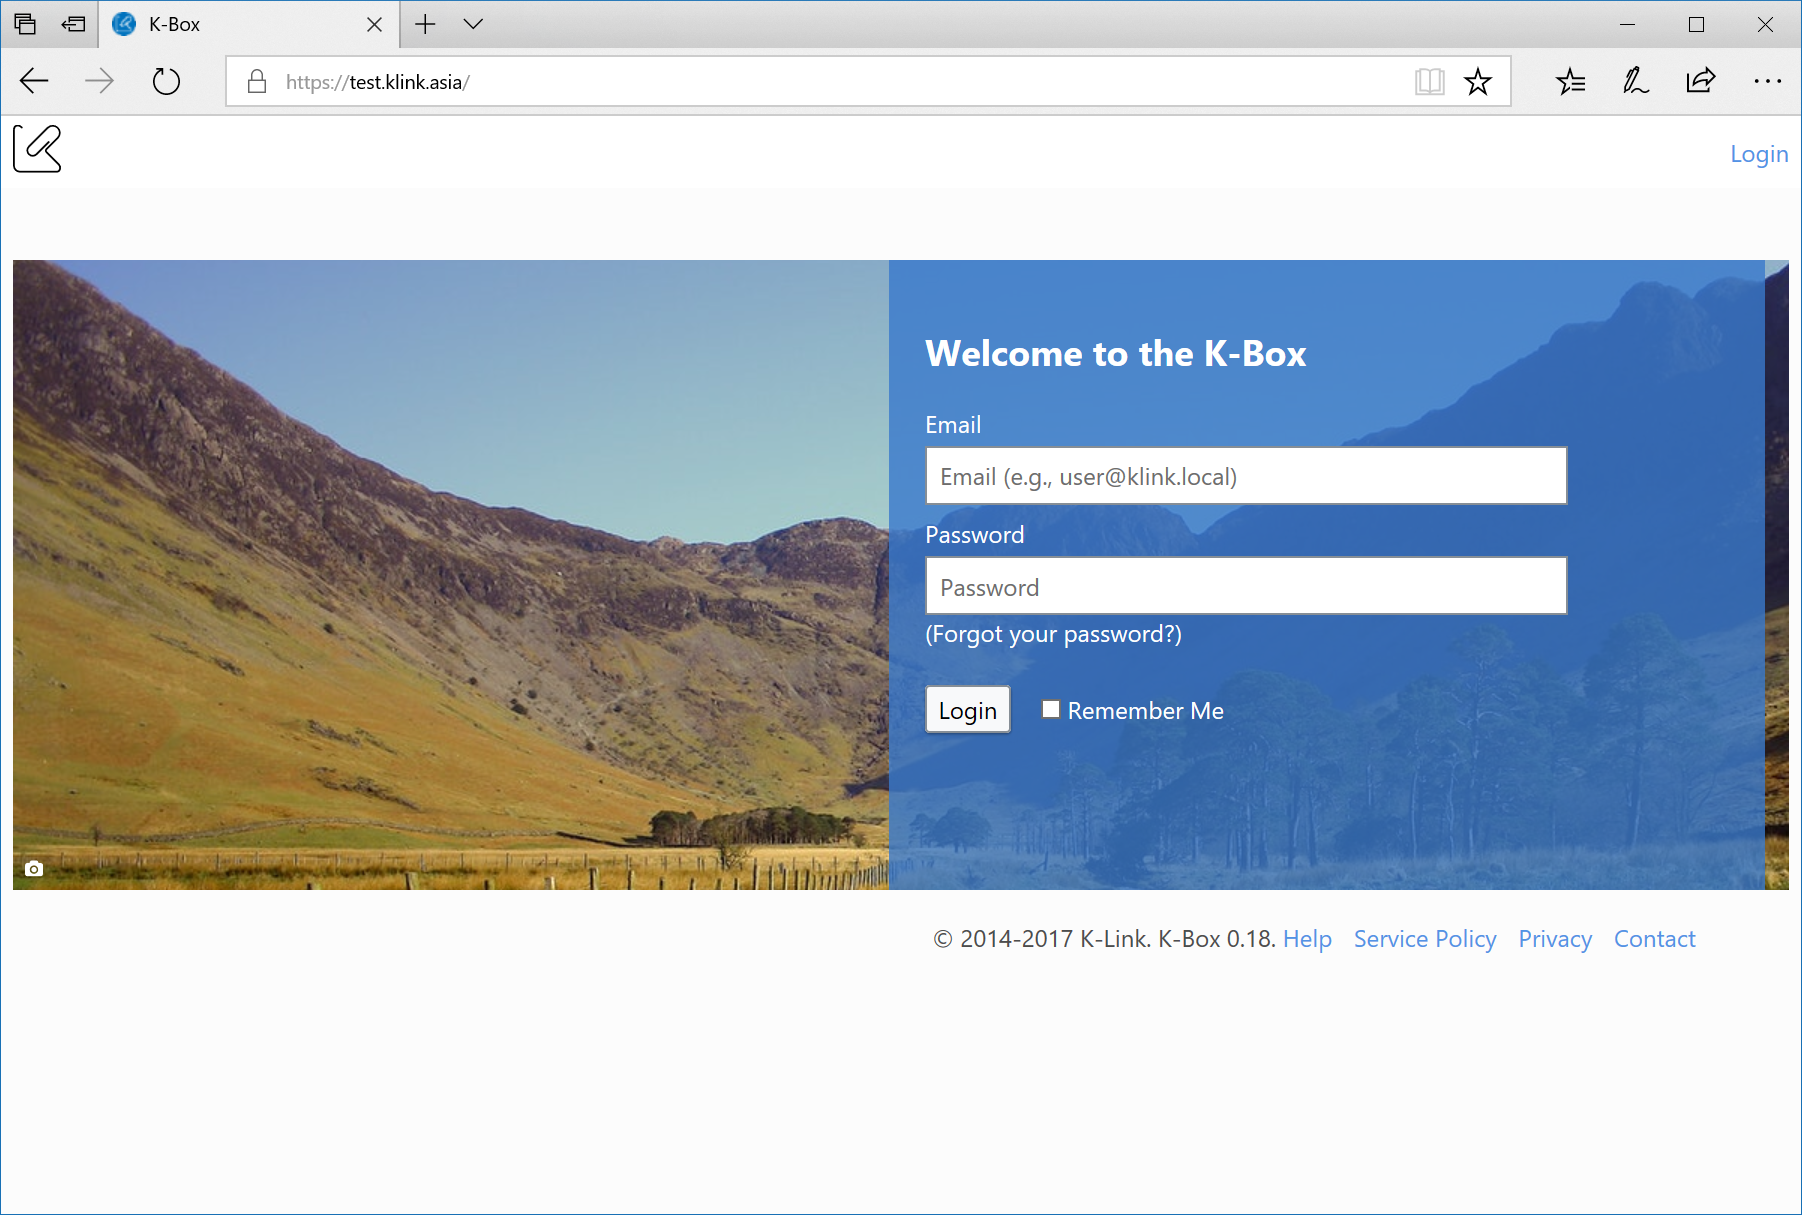 K-Box
https://test.klink.asia/
Login
Welcome to the K-Box
Email
Email (e.g., user@klink.local)
Password
Password
(Forgot your password?)
Login Remember Me
© 2014-2017 K-Link. K-Box 0.18. Help Service Policy Privacy Contact